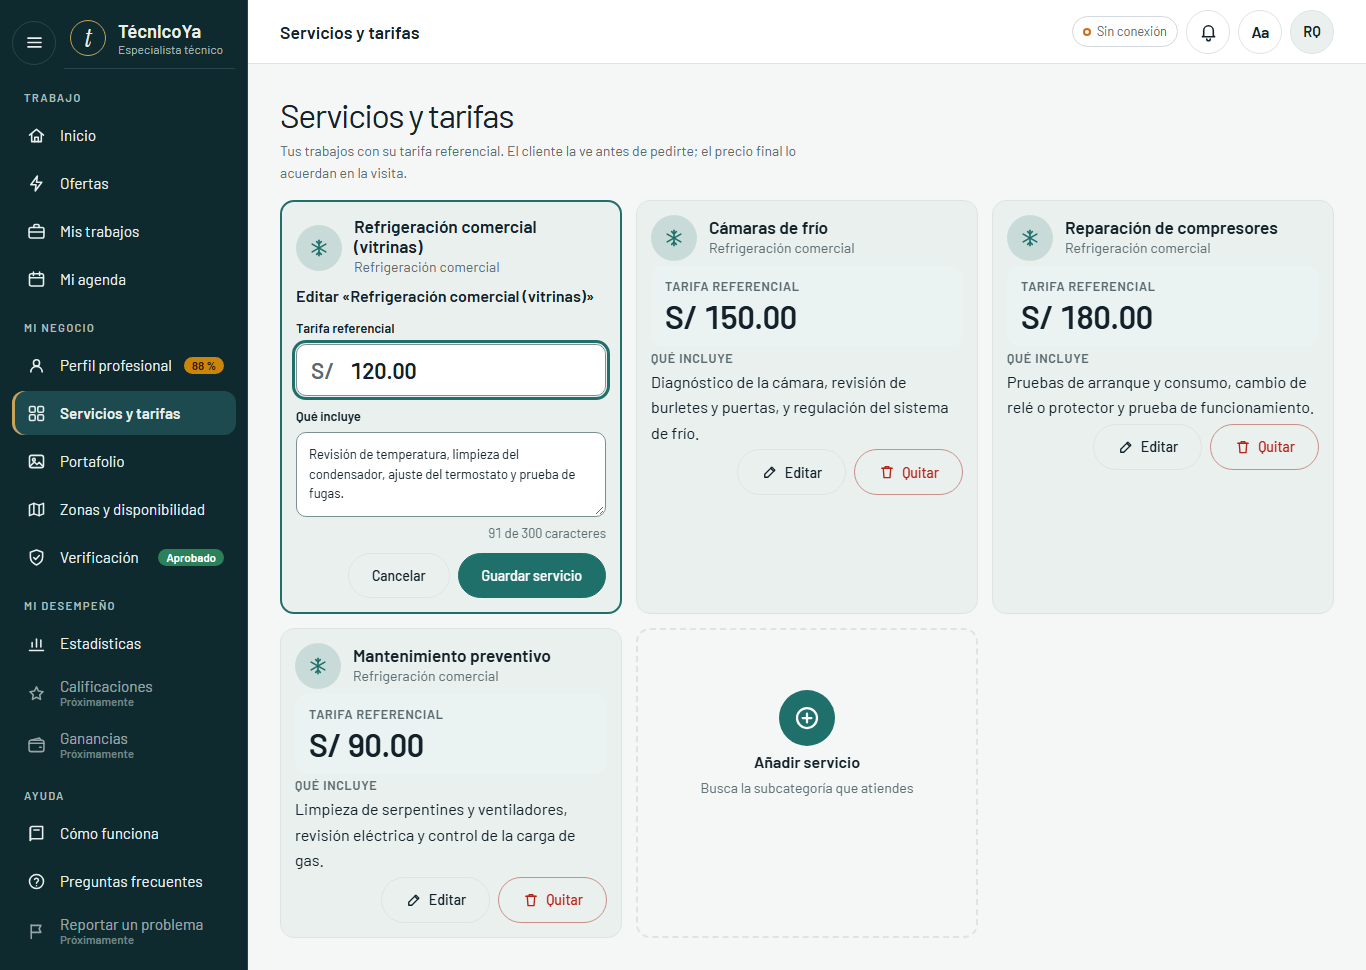 t
TécnicoYa
Especialista técnico
TRABAJO
Inicio
Ofertas
Mis trabajos
Mi agenda
MI NEGOCIO
Perfil profesional 88 %
Servicios y tarifas
Portafolio
Zonas y disponibilidad
Verificación Aprobado
MI DESEMPEÑO
Estadísticas
Calificaciones
Próximamente
Ganancias
Próximamente
AYUDA
Cómo funciona
Preguntas frecuentes
Reportar un problema
Próximamente
Servicios y tarifas
Sin conexión
Aa
RQ
Servicios y tarifas
Tus trabajos con su tarifa referencial. El cliente la ve antes de pedirte; el precio final lo
acuerdan en la visita.
Refrigeración comercial
(vitrinas)
Refrigeración comercial
Editar «Refrigeración comercial (vitrinas)»
Tarifa referencial
S/ 120.00
Qué incluye
Revisión de temperatura, limpieza del
condensador, ajuste del termostato y prueba de
fugas.
91 de 300 caracteres
Cancelar
Guardar servicio
Cámaras de frío
Refrigeración comercial
TARIFA REFERENCIAL
S/ 150.00
QUÉ INCLUYE
Diagnóstico de la cámara, revisión de
burletes y puertas, y regulación del sistema
de frío.
Editar
Quitar
Reparación de compresores
Refrigeración comercial
TARIFA REFERENCIAL
S/ 180.00
QUÉ INCLUYE
Pruebas de arranque y consumo, cambio de
relé o protector y prueba de funcionamiento.
Editar
Quitar
Mantenimiento preventivo
Refrigeración comercial
TARIFA REFERENCIAL
S/ 90.00
QUÉ INCLUYE
Limpieza de serpentines y ventiladores,
revisión eléctrica y control de la carga de
gas.
Editar
Quitar
Añadir servicio
Busca la subcategoría que atiendes